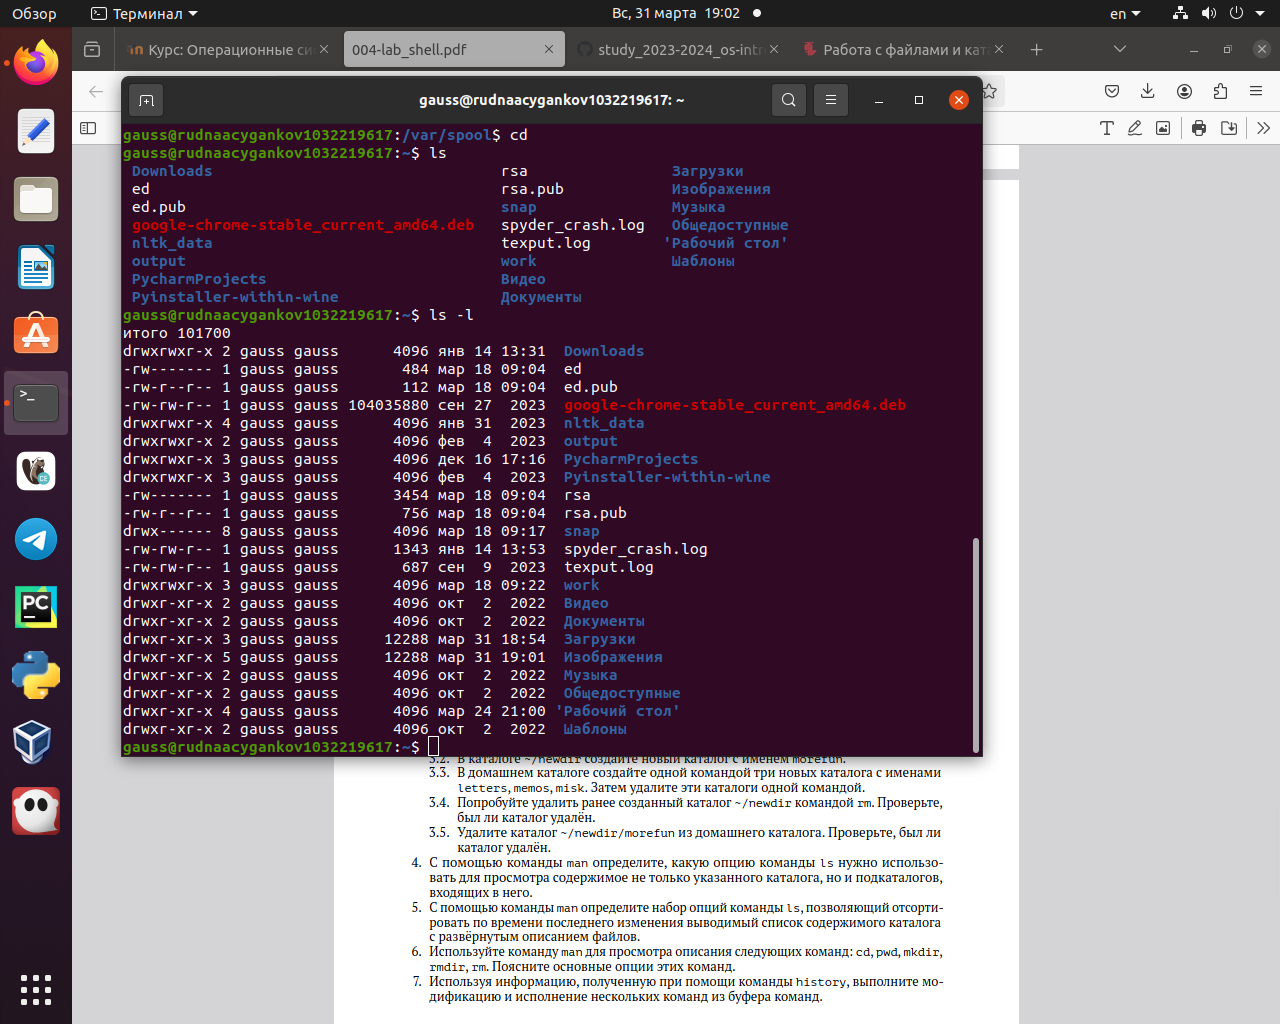 Обзор
Терминал
Вс, 31 марта 19:02
en
Курс: Операционные си
004-lab_shell.pdf
study_2023-2024_os-intr
Работа с файлами и ката
gauss@rudnaacygankov1032219617: ~
gauss@rudnaacygankov1032219617:/var/spool$ cd
gauss@rudnaacygankov1032219617:~$ ls
Downloads rsa Загрузки
ed rsa.pub Изображения
ed.pub snap Музыка
google-chrome-stable_current_amd64.deb spyder_crash.log Общедоступные
nltk_data texput.log 'Рабочий стол'
output work Шаблоны
PycharmProjects Видео
Pyinstaller-within-wine Документы
gauss@rudnaacygankov1032219617:~$ ls -l
итого 101700
drwxrwxr-x 2 gauss gauss 4096 янв 14 13:31 Downloads
-rw------- 1 gauss gauss 484 мар 18 09:04 ed
-rw-r--r-- 1 gauss gauss 112 мар 18 09:04 ed.pub
-rw-rw-r-- 1 gauss gauss 104035880 сен 27 2023 google-chrome-stable_current_amd64.deb
drwxrwxr-x 4 gauss gauss 4096 янв 31 2023 nltk_data
drwxrwxr-x 2 gauss gauss 4096 фев 4 2023 output
drwxrwxr-x 3 gauss gauss 4096 дек 16 17:16 PycharmProjects
drwxrwxr-x 3 gauss gauss 4096 фев 4 2023 Pyinstaller-within-wine
-rw------- 1 gauss gauss 3454 мар 18 09:04 rsa
-rw-r--r-- 1 gauss gauss 756 мар 18 09:04 rsa.pub
drwx------ 8 gauss gauss 4096 мар 18 09:17 snap
-rw-rw-r-- 1 gauss gauss 1343 янв 14 13:53 spyder_crash.log
-rw-rw-r-- 1 gauss gauss 687 сен 9 2023 texput.log
drwxrwxr-x 3 gauss gauss 4096 мар 18 09:22 work
drwxr-xr-x 2 gauss gauss 4096 окт 2 2022 Видео
drwxr-xr-x 2 gauss gauss 4096 окт 2 2022 Документы
drwxr-xr-x 3 gauss gauss 12288 мар 31 18:54 Загрузки
drwxr-xr-x 5 gauss gauss 12288 мар 31 19:01 Изображения
drwxr-xr-x 2 gauss gauss 4096 окт 2 2022 Музыка
drwxr-xr-x 2 gauss gauss 4096 окт 2 2022 Общедоступные
drwxr-xr-x 4 gauss gauss 4096 мар 24 21:00 'Рабочий стол'
drwxr-xr-x 2 gauss gauss 4096 окт 2 2022 Шаблоны
gauss@rudnaacygankov1032219617:~$
3.2. В каталоге ~/newdir создайте новый каталог с именем morefun.
3.3. В домашнем каталоге создайте одной командой три новых каталога с именами
letters, memos, misk. Затем удалите эти каталоги одной командой.
3.4. Попробуйте удалить ранее созданный каталог ~/newdir командой rm. Проверьте,
был ли каталог удалён.
3.5. Удалите каталог ~/newdir/morefun из домашнего каталога. Проверьте, был ли
каталог удалён.
4. С помощью команды man определите, какую опцию команды ls нужно использо-
вать для просмотра содержимое не только указанного каталога, но и подкаталогов,
входящих в него.
5. С помощью команды man определите набор опций команды ls, позволяющий отсорти-
ровать по времени последнего изменения выводимый список содержимого каталога
с развёрнутым описанием файлов.
6. Используйте команду man для просмотра описания следующих команд: cd, pwd, mkdir,
rmdir, rm. Поясните основные опции этих команд.
7. Используя информацию, полученную при помощи команды history, выполните мо-
дификацию и исполнение нескольких команд из буфера команд.